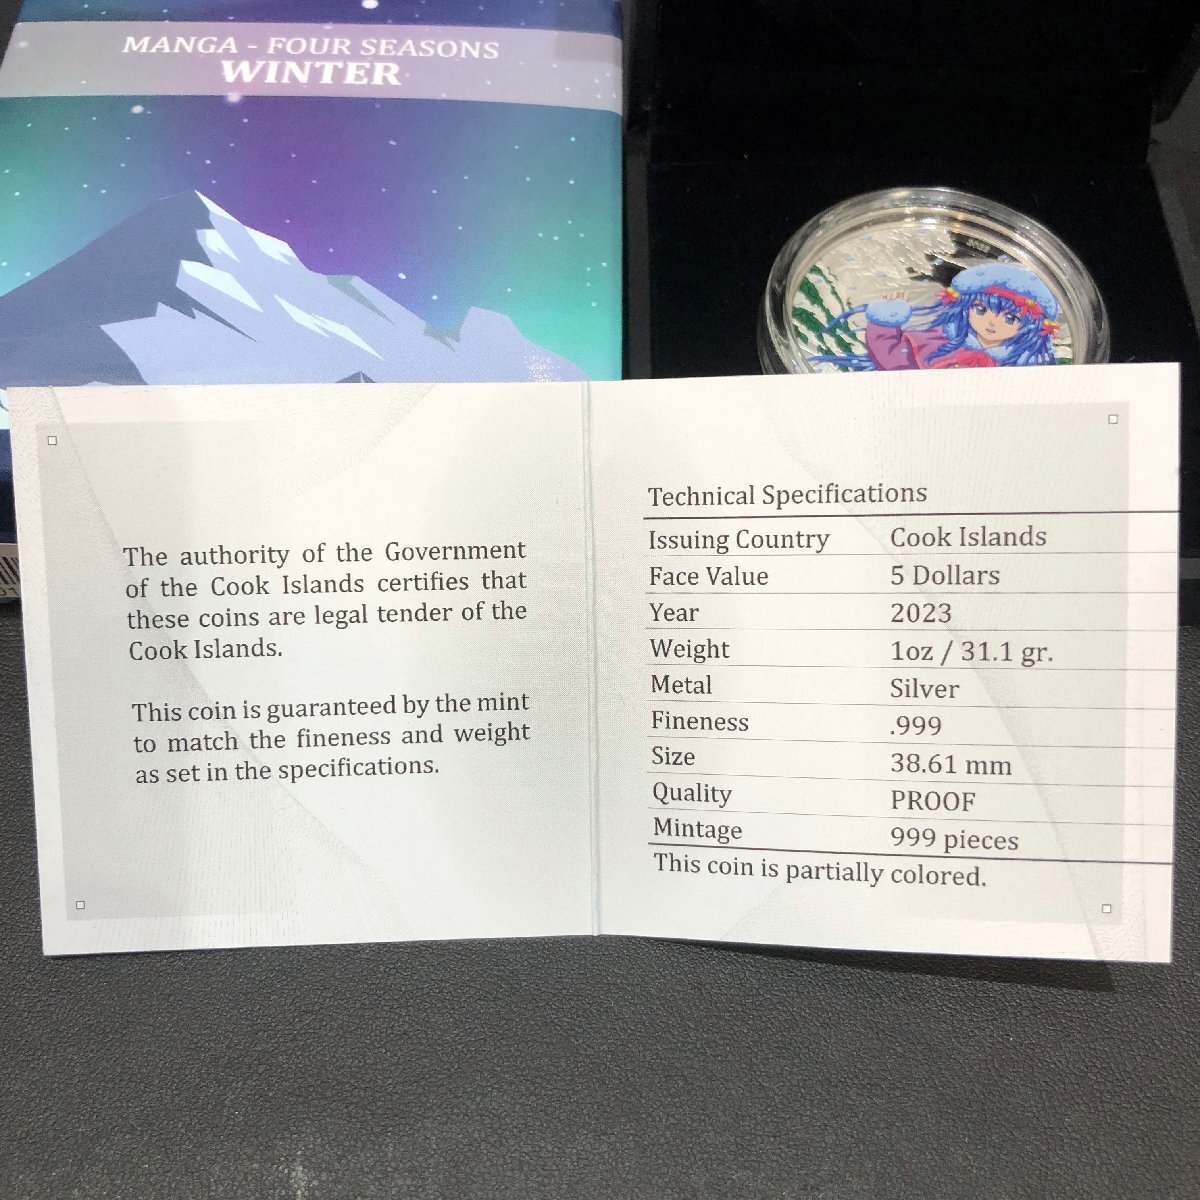 MANGA - FOUR SEASONS
WINTER
The authority of the Government
of the Cook Islands certifies that
these coins are legal tender of the
Cook Islands.
This coin is guaranteed by the mint
to match the fineness and weight
as set in the specifications.
Technical Specifications
Issuing Country Cook Islands
Face Value 5 Dollars
Year 2023
Weight 1oz / 31.1 gr.
Metal Silver
Fineness .999
Size 38.61 mm
Quality PROOF
Mintage 999 pieces
This coin is partially colored.